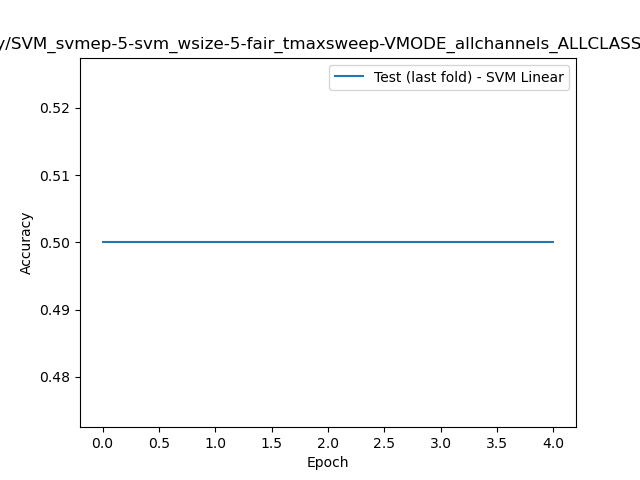 y/SVM_svmep-5-svm_wsize-5-fair_tmaxsweep-VMODE_allchannels_ALLCLASS
Test (last fold) - SVM Linear
0.52
0.51
0.50
0.49
0.48
Accuracy
0.0 0.5 1.0 1.5 2.0 2.5 3.0 3.5 4.0
Epoch